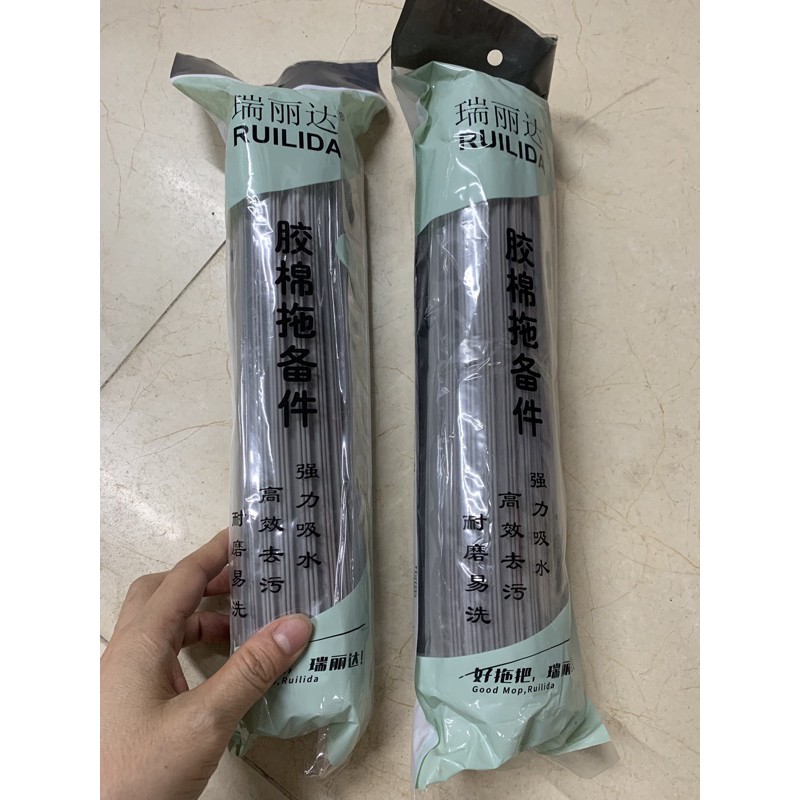 瑞丽达®
RUILIDA
胶棉拖备件
强力吸水
高效去污
耐磨易洗
瑞丽达!
,Ruilida
瑞丽达
RUILIDA
胶棉拖备件
强力吸水
高效去污
耐磨易洗
好拖把，瑞丽
Good Mop,Ruilida